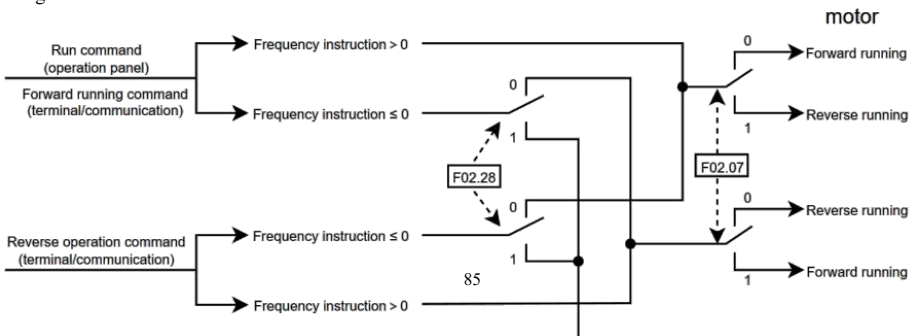 motor
Run command
(operation panel)
Forward running command
(terminal/communication)
Frequency instruction > 0
Frequency instruction ≤ 0
0
1
F02.28
0
1
Reverse operation command
(terminal/communication)
Frequency instruction ≤ 0
Frequency instruction > 0
85
0
Forward running
Reverse running
1
F02.07
0
Reverse running
Forward running
1